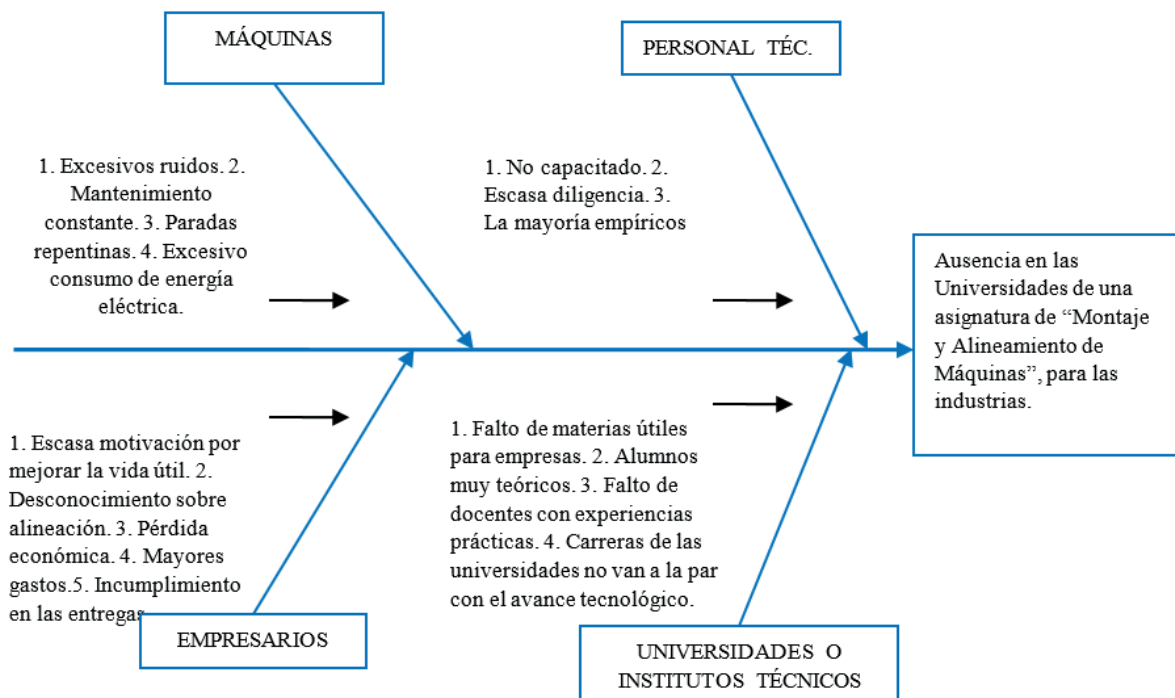 MÁQUINAS
PERSONAL TÉC.
1. Excesivos ruidos. 2.
Mantenimiento
constante. 3. Paradas
repentinas. 4. Excesivo
consumo de energía
eléctrica.
1. No capacitado. 2.
Escasa diligencia. 3.
La mayoría empíricos
Ausencia en las
Universidades de una
asignatura de “Montaje
y Alineamiento de
Máquinas”, para las
industrias.
1. Escasa motivación por
mejorar la vida útil. 2.
Desconocimiento sobre
alineación. 3. Pérdida
económica. 4. Mayores
gastos.5. Incumplimiento
en las entregas
1. Falto de materias útiles
para empresas. 2. Alumnos
muy teóricos. 3. Falto de
docentes con experiencias
prácticas. 4. Carreras de las
universidades no van a la par
con el avance tecnológico.
EMPRESARIOS
UNIVERSIDADES O
INSTITUTOS TÉCNICOS